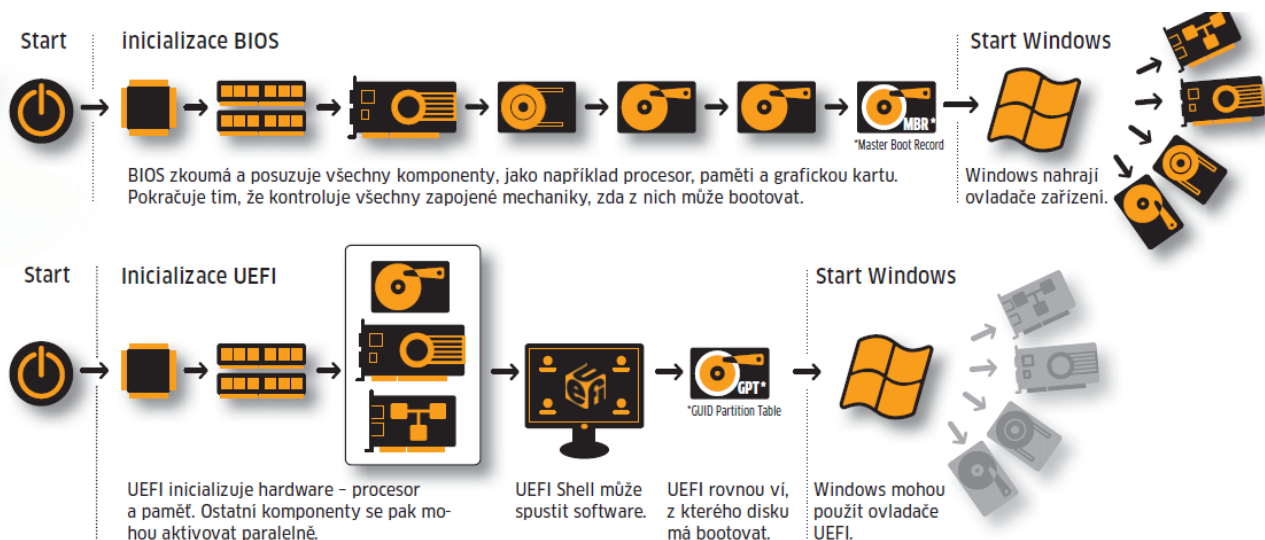 Start
inicializace BIOS
Start Windows
MBR*
*Master Boot Record
BIOS zkoumá a posuzuje všechny komponenty, jako například procesor, paměti a grafickou kartu.
Pokračuje tím, že kontroluje všechny zapojené mechaniky, zda z nich může bootovat.
Windows nahrají
ovladače zařízení.
Start
Inicializace UEFI
Start Windows
UEFI
GPT*
*GUID Partition Table
UEFI inicializuje hardware – procesor
a paměť. Ostatní komponenty se pak mo-
hou aktivovat paralelně.
UEFI Shell může
spustit software.
UEFI rovnou ví,
z kterého disku
má bootovat.
Windows mohou
použít ovladače
UEFI.